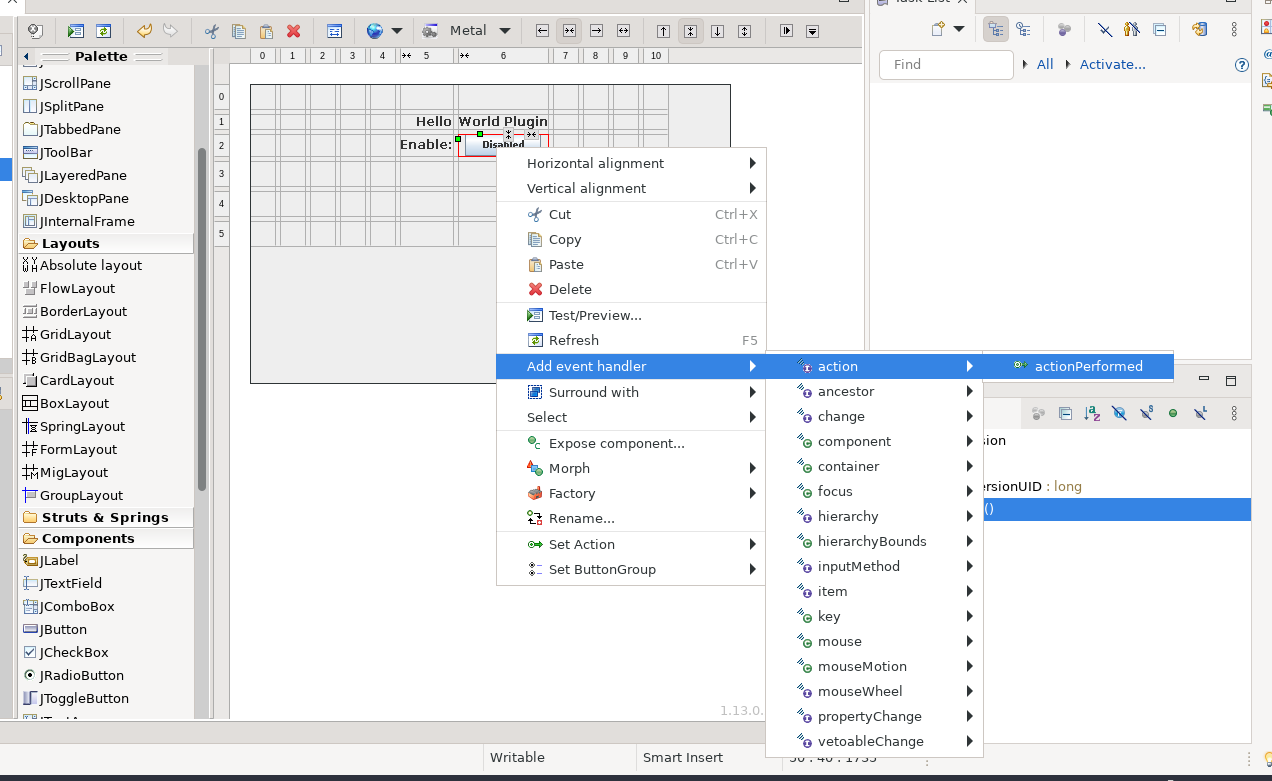 Task List
Metal
Palette
0 1 2 3 4 5 6 7 8 9 10
0
1
2
3
4
5
JScrollPane
JSplitPane
JTabbedPane
JToolBar
JLayeredPane
JDesktopPane
JInternalFrame
Layouts
Absolute layout
FlowLayout
BorderLayout
GridLayout
GridBagLayout
CardLayout
BoxLayout
SpringLayout
FormLayout
MigLayout
GroupLayout
Struts & Springs
Components
JLabel
JTextField
JComboBox
JButton
JCheckBox
JRadioButton
JToggleButton
Hello World Plugin
Enable:
Disabled
Horizontal alignment
Vertical alignment
Cut Ctrl+X
Copy Ctrl+C
Paste Ctrl+V
Delete
Test/Preview...
Refresh F5
Add event handler
Surround with
Select
Expose component...
Morph
Factory
Rename...
Set Action
Set ButtonGroup
action
ancestor
change
component
container
focus
hierarchy
hierarchyBounds
inputMethod
item
key
mouse
mouseMotion
mouseWheel
propertyChange
vetoableChange
actionPerformed
Find
All
Activate...
?
sion
ersionUID : long
()
1.13.0.
Writable
Smart Insert